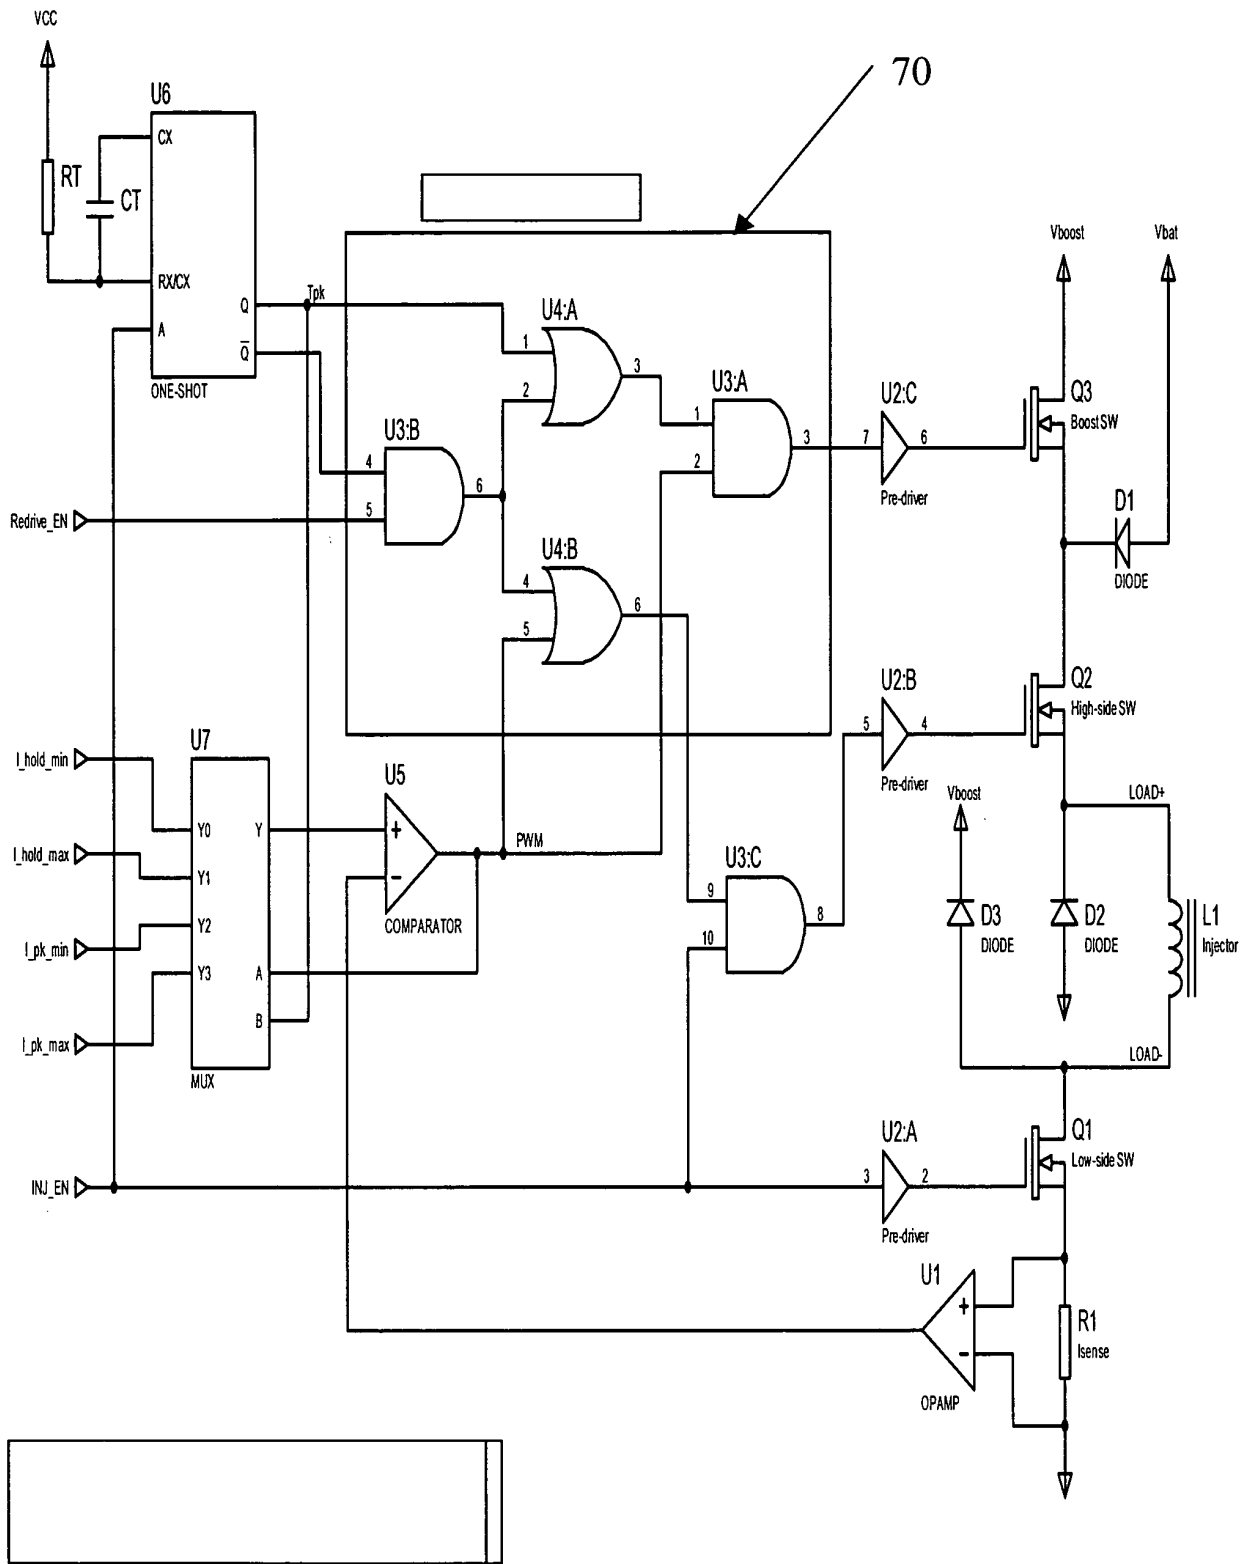 VCC
70
U6
CX
RT
CT
RX/CX
Vboost
Vbat
Tpk
Q
U4:A
A
Q
1
ONE-SHOT
3
U3:A
2
U2:C
Q3
Boost SW
U3:B
1
3
7
6
4
2
6
Pre-driver
D1
5
Redrive_EN
U4:B
DIODE
4
6
5
U2:B
Q2
High-side SW
5
4
U7
Pre-driver
I_hold_min
U5
Vboost
LOAD+
Y0
Y
+
PWM
I_hold_max
U3:C
Y1
-
9
8
D3
DIODE
D2
DIODE
L1
Injector
Y2
COMPARATOR
10
I_pk_min
Y3
A
B
I_pk_max
LOAD-
MUX
U2:A
Q1
Low-side SW
INJ_EN
3
2
Pre-driver
U1
+
R1
Isense
-
OPAMP